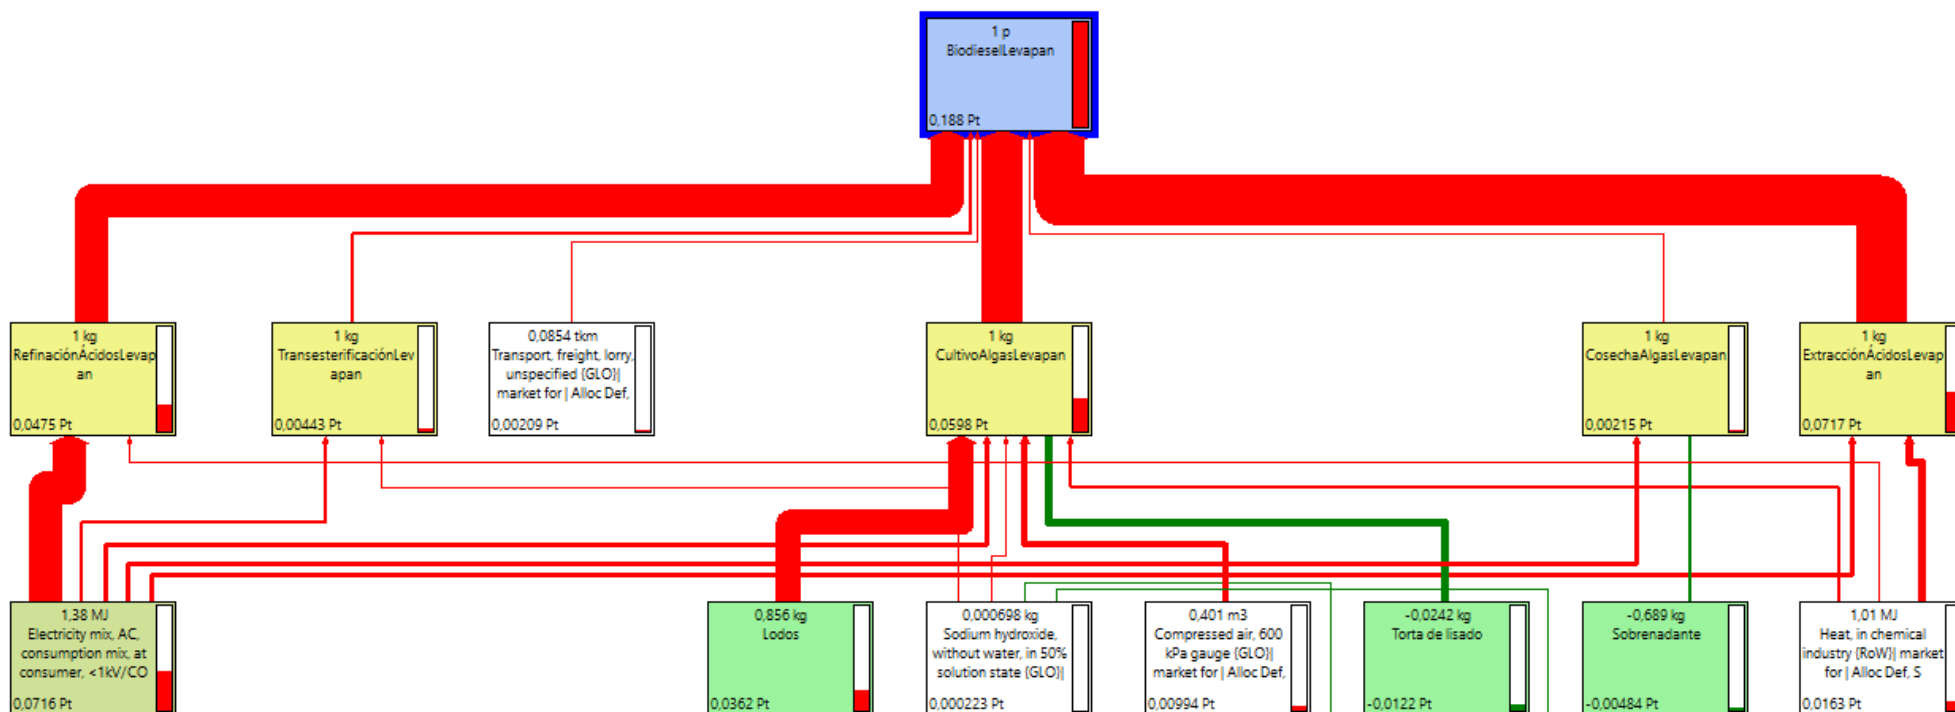 1 p
BiodieselLevapan
0,188 Pt
1 kg
RefinaciónÁcidosLevap
an
0,0475 Pt
1 kg
TransesterificaciónLev
apan
0,00443 Pt
0,0854 tkm
Transport, freight, lorry,
unspecified {GLO}|
market for | Alloc Def,
0,00209 Pt
1 kg
CultivoAlgasLevapan
0,0598 Pt
1 kg
CosechaAlgasLevapan
0,00215 Pt
1 kg
ExtracciónÁcidosLevap
an
0,0717 Pt
1,38 MJ
Electricity mix, AC,
consumption mix, at
consumer, <1kV/CO
0,0716 Pt
0,856 kg
Lodos
0,0362 Pt
0,000698 kg
Sodium hydroxide,
without water, in 50%
solution state {GLO}|
0,000223 Pt
0,401 m3
Compressed air, 600
kPa gauge {GLO}|
market for | Alloc Def,
0,00994 Pt
-0,0242 kg
Torta de lisado
-0,0122 Pt
-0,689 kg
Sobrenadante
-0,00484 Pt
1,01 MJ
Heat, in chemical
industry {RoW}| market
for | Alloc Def, S
0,0163 Pt